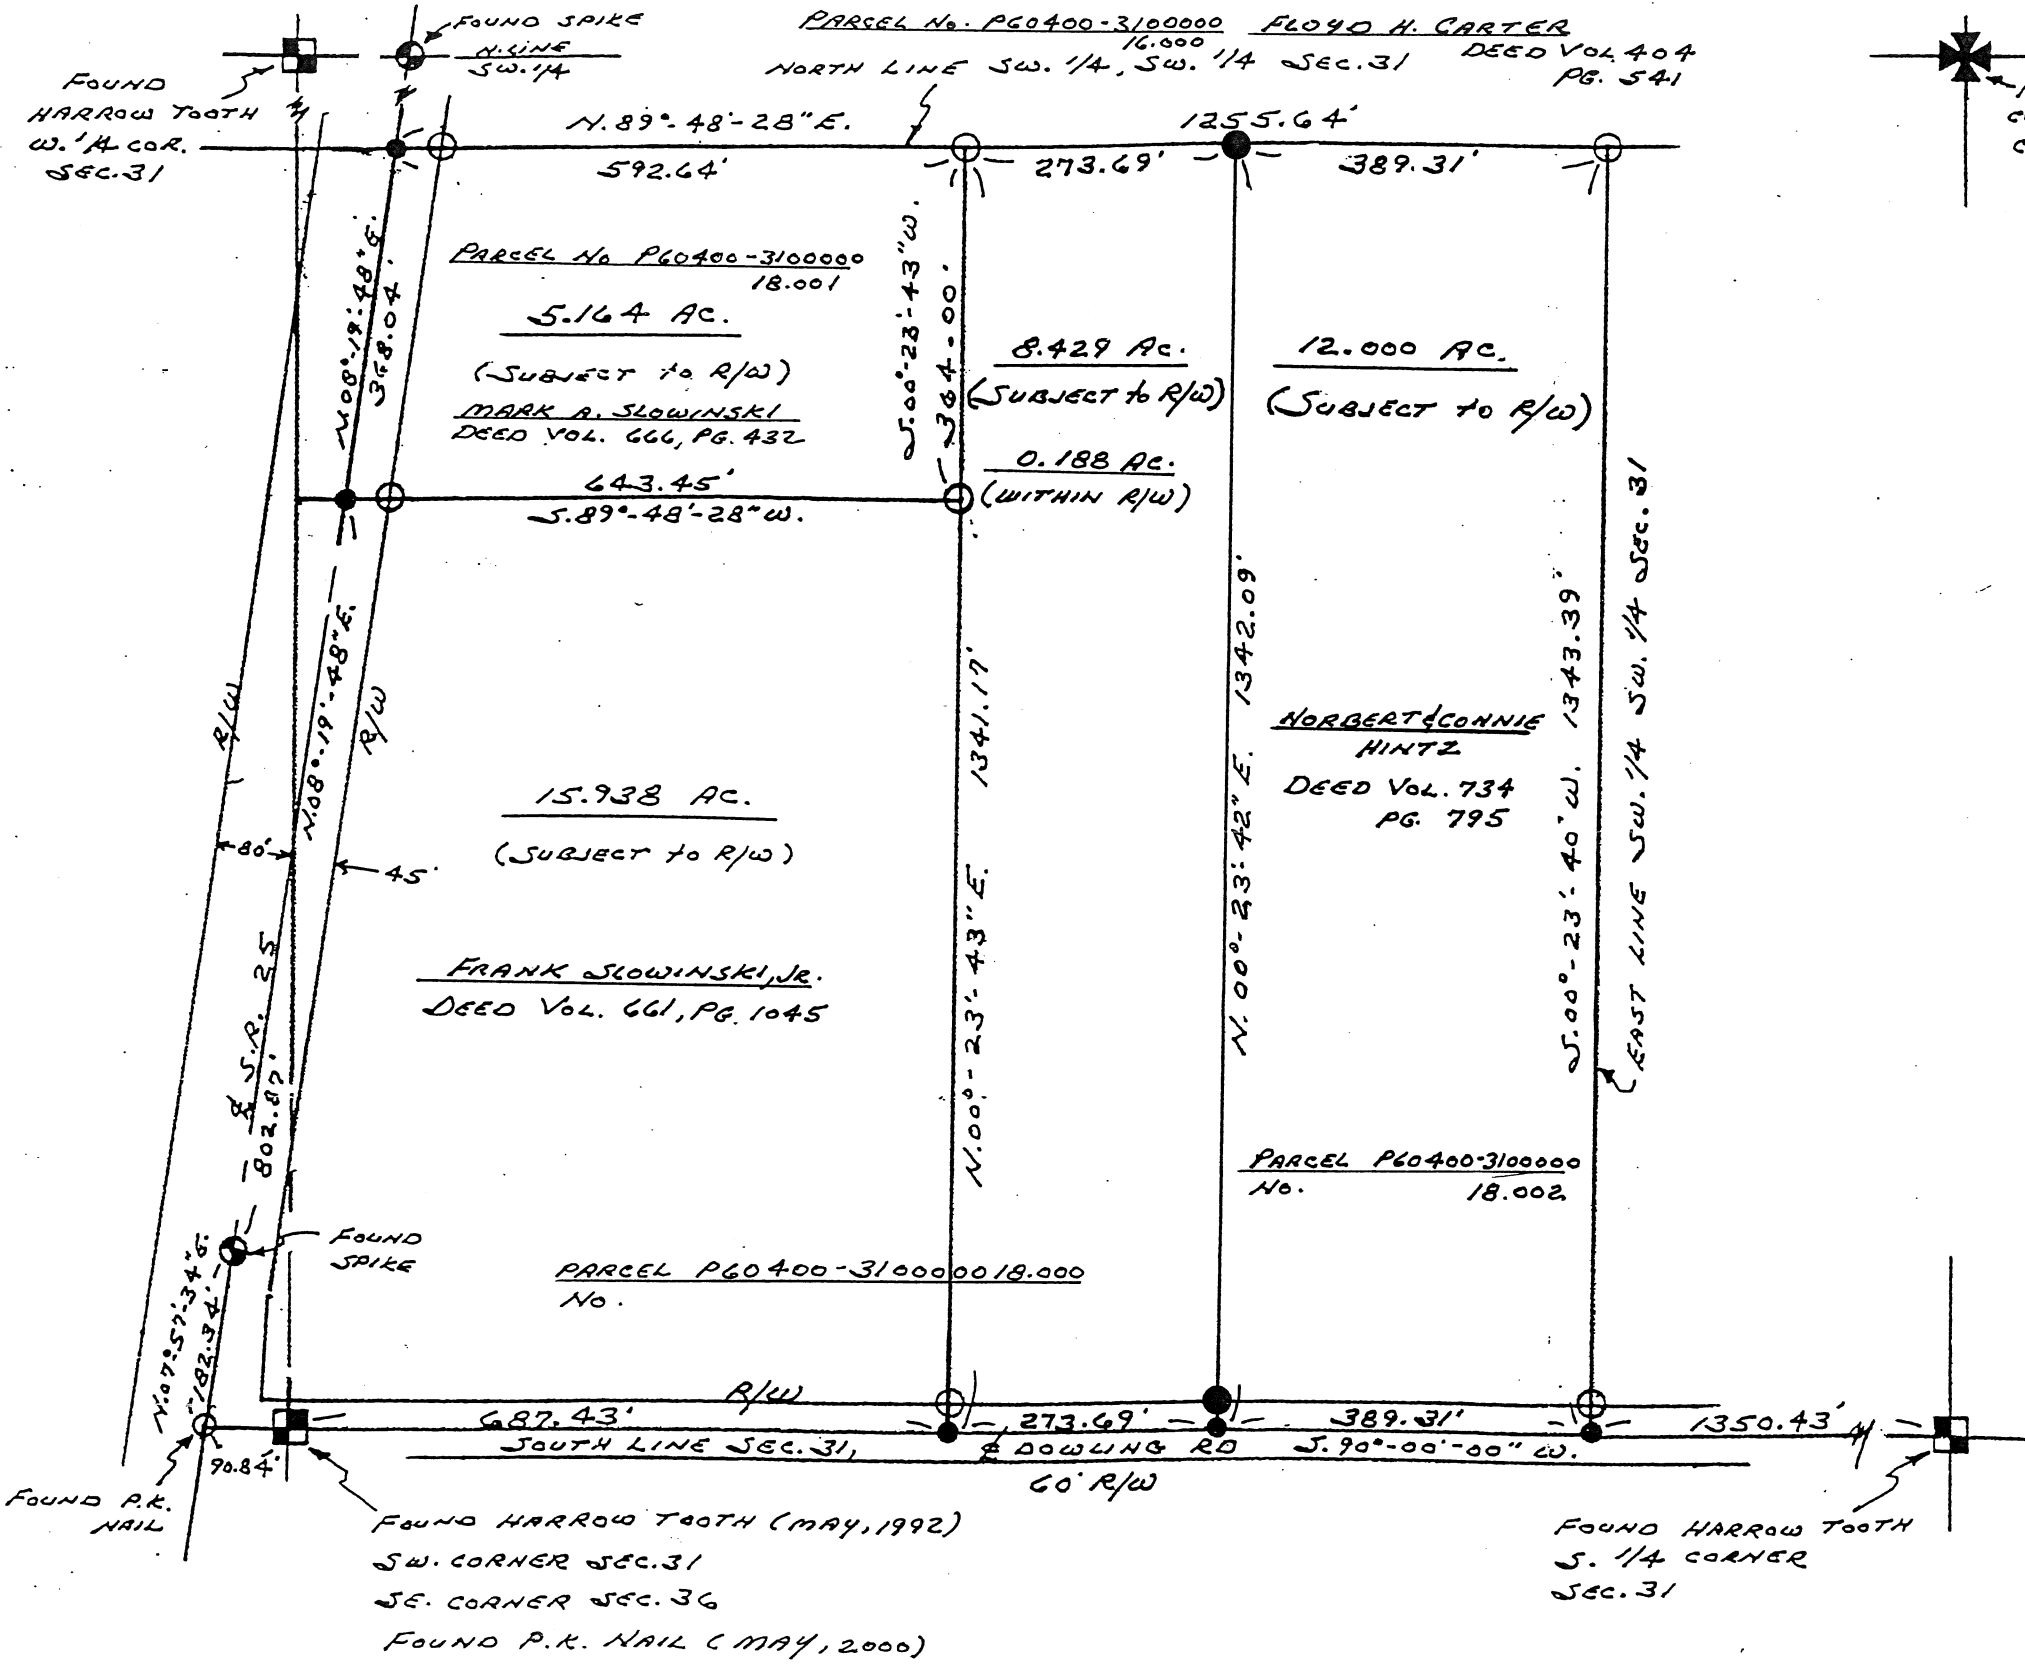 FOUND SPIKE
N. LINE
SW. 1/4
PARCEL No. P60400-3100000
16.000
FLOYD H. CARTER
DEED VOL 404
PG. 541
NORTH LINE SW. 1/4, SW. 1/4 SEC. 31
FOUND
HARROW TOOTH
W. 1/4 COR.
SEC. 31
N. 89°-48'-28" E.
1255.64'
592.64'
273.69'
389.31'
N. 08°-19'-48" E.
368.04'
PARCEL No P60400-3100000
18.001
5.164 AC.
(SUBJECT to R/W)
MARK A. SLOWINSKI
DEED VOL. 666, PG. 432
S. 00°-23'-43" W.
364.00'
8.429 AC.
(SUBJECT to R/W)
0.188 AC.
(WITHIN R/W)
12.000 AC.
(SUBJECT to R/W)
643.45'
S. 89°-48'-28" W.
N. 08°-19'-48" E.
R/W
R/W
80'
45'
15.938 AC.
(SUBJECT to R/W)
FRANK SLOWINSKI, JR.
DEED VOL. 661, PG. 1045
N. 00°-23'-43" E. 1341.17'
N. 00°-23'-42" E. 1342.09'
NORBERT & CONNIE
HINTZ
DEED VOL. 734
PG. 795
S. 00°-23'-40" W. 1343.39'
EAST LINE SW. 1/4 SW. 1/4 SEC. 31
℄ S.R. 25
802.87'
PARCEL P60400-3100000
No. 18.002
FOUND
SPIKE
PARCEL P60400-3100000 18.000
No.
N. 07°-57'-34" E.
182.34'
R/W
687.43'
273.69'
389.31'
1350.43'
SOUTH LINE SEC. 31,
℄ DOWLING RD
S. 90°-00'-00" W.
60' R/W
90.84'
FOUND P.K.
NAIL
FOUND HARROW TOOTH (MAY, 1992)
SW. CORNER SEC. 31
SE. CORNER SEC. 36
FOUND P.K. NAIL (MAY, 2000)
FOUND HARROW TOOTH
S. 1/4 CORNER
SEC. 31